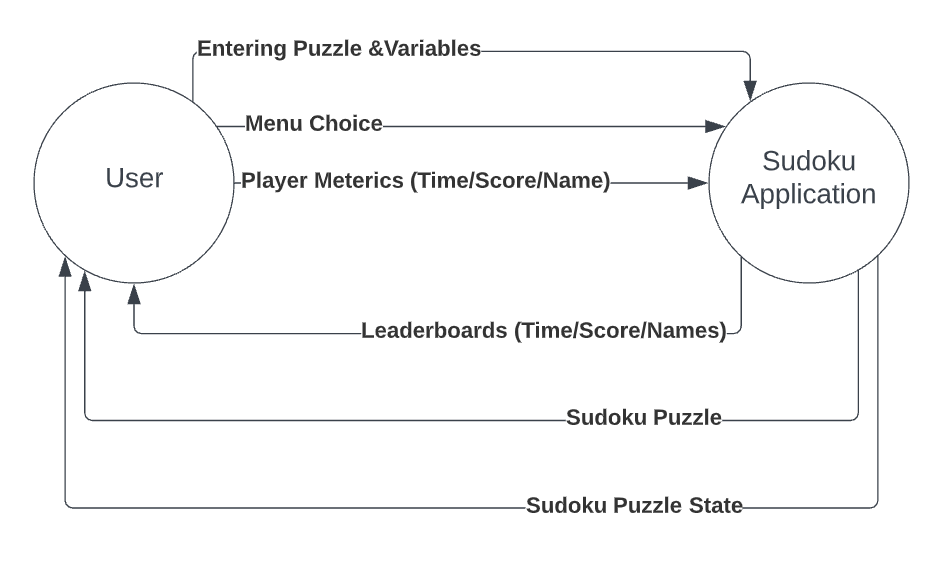 Entering Puzzle &Variables
Menu Choice
User
Player Meterics (Time/Score/Name)
Sudoku
Application
Leaderboards (Time/Score/Names)
Sudoku Puzzle
Sudoku Puzzle State